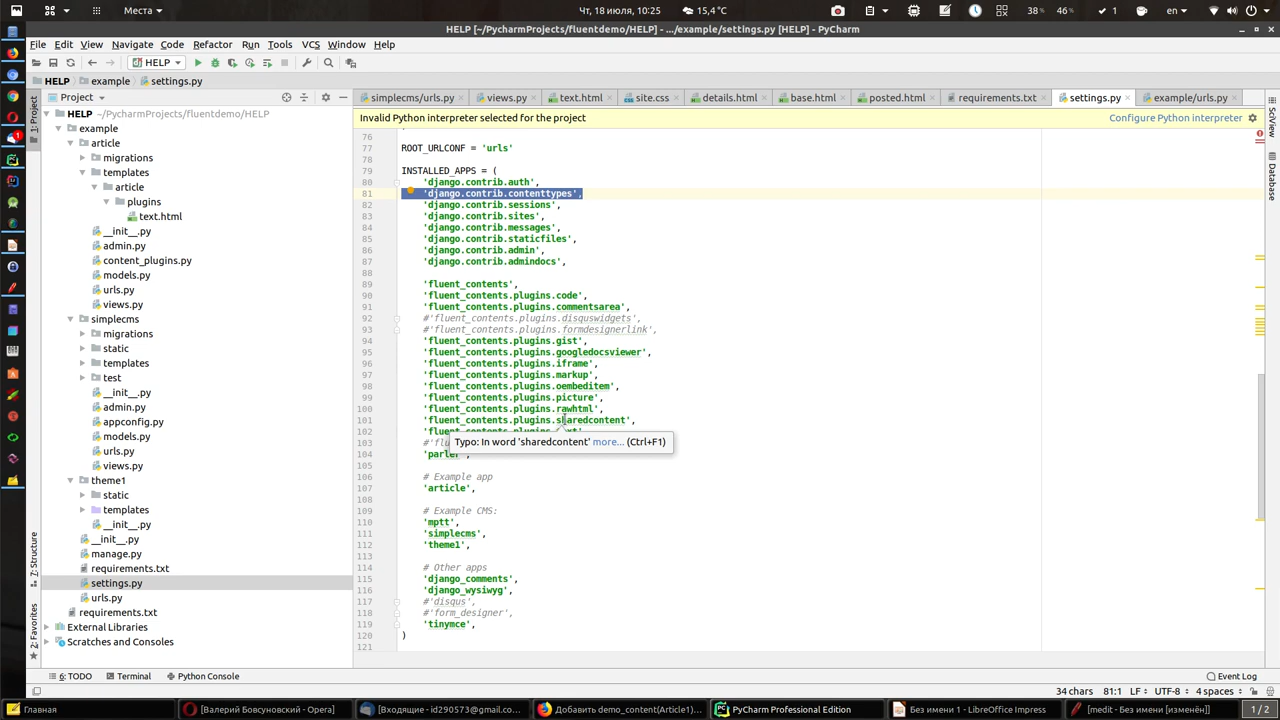 Места
Чт, 18 июля, 10:25
15,4 °C
38%
46%
1
en
HELP [~/PycharmProjects/fluentdemo/HELP] - .../example/settings.py [HELP] - PyCharm
File Edit View Navigate Code Refactor Run Tools VCS Window Help
HELP
HELP example settings.py
Project
simplecms/urls.py views.py text.html site.css details.html base.html posted.html requirements.txt settings.py example/urls.py
HELP ~/PycharmProjects/fluentdemo/HELP
example
article
migrations
templates
article
plugins
text.html
__init__.py
admin.py
content_plugins.py
models.py
urls.py
views.py
simplecms
migrations
static
templates
test
__init__.py
admin.py
appconfig.py
models.py
urls.py
views.py
theme1
static
templates
__init__.py
__init__.py
manage.py
requirements.txt
settings.py
urls.py
requirements.txt
External Libraries
Scratches and Consoles
1: Project
7: Structure
2: Favorites
Invalid Python interpreter selected for the project
Configure Python interpreter
76
77 ROOT_URLCONF = 'urls'
78
79 INSTALLED_APPS = (
80 'django.contrib.auth',
81 'django.contrib.contenttypes',
82 'django.contrib.sessions',
83 'django.contrib.sites',
84 'django.contrib.messages',
85 'django.contrib.staticfiles',
86 'django.contrib.admin',
87 'django.contrib.admindocs',
88
89 'fluent_contents',
90 'fluent_contents.plugins.code',
91 'fluent_contents.plugins.commentsarea',
92 #'fluent_contents.plugins.disquswidgets',
93 #'fluent_contents.plugins.formdesignerlink',
94 'fluent_contents.plugins.gist',
95 'fluent_contents.plugins.googledocsviewer',
96 'fluent_contents.plugins.iframe',
97 'fluent_contents.plugins.markup',
98 'fluent_contents.plugins.oembeditem',
99 'fluent_contents.plugins.picture',
100 'fluent_contents.plugins.rawhtml',
101 'fluent_contents.plugins.sharedcontent',
102
Typo: In word 'sharedcontent' more... (Ctrl+F1)
103
104 'parler',
105
106 # Example app
107 'article',
108
109 # Example CMS:
110 'mptt',
111 'simplecms',
112 'theme1',
113
114 # Other apps
115 'django_comments',
116 'django_wysiwyg',
117 #'disqus',
118 #'form_designer',
119 'tinymce',
120 )
121
SciView
Database
6: TODO Terminal Python Console Event Log
34 chars 81:1 LF UTF-8 4 spaces
Главная [Валерий Бовсуновский - Opera] [Входящие - id290573@gmail.co... Добавить demo_content(Article1)... PyCharm Professional Edition Без имени 1 - LibreOffice Impress [medit - Без имени [изменён]] 1/2